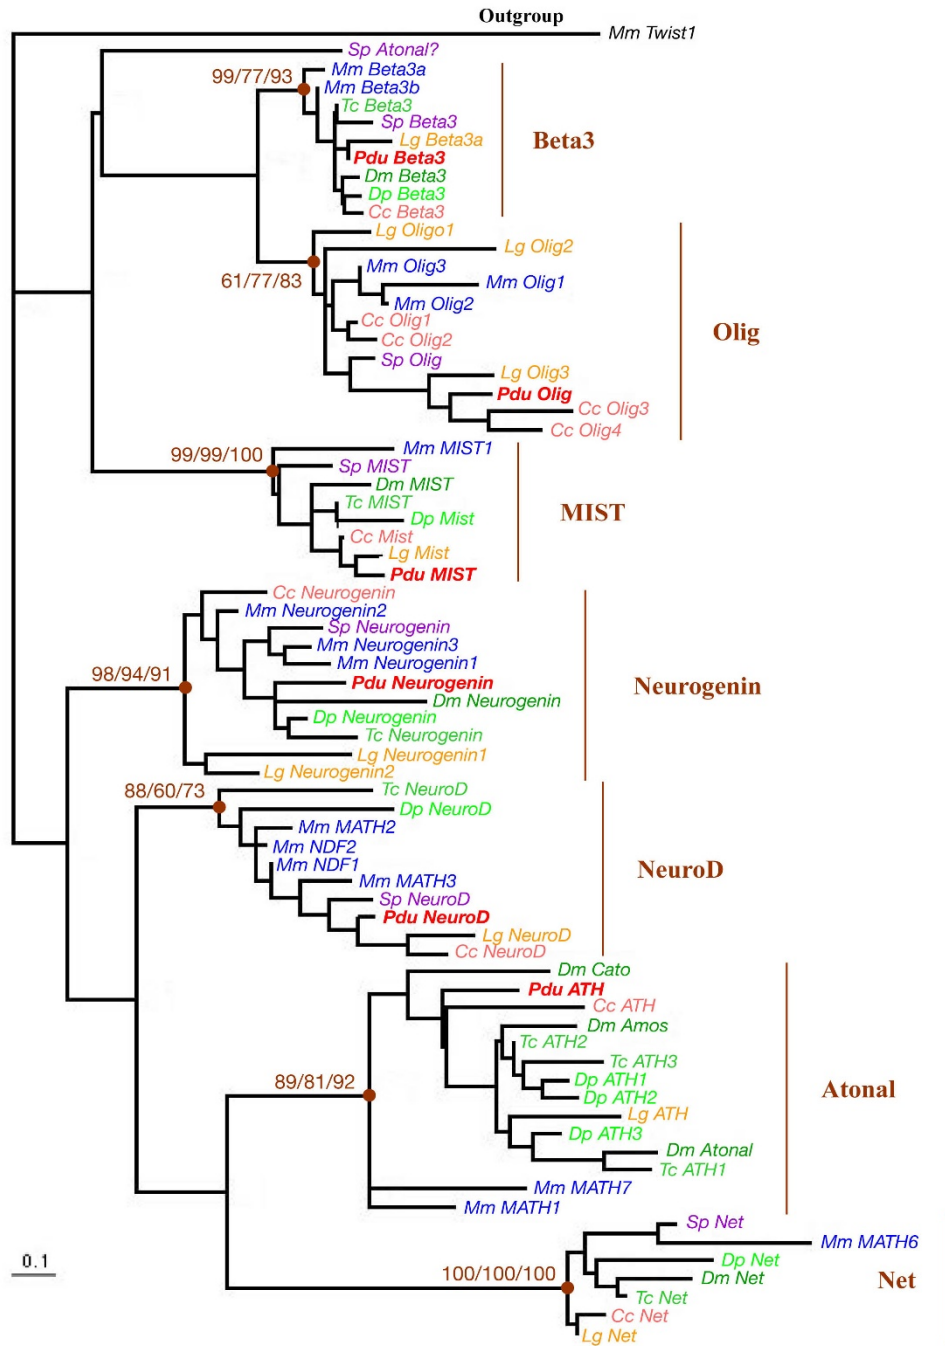 Outgroup
Mm Twist1
Sp Atonal?
99/77/93
Mm Beta3a
Mm Beta3b
Tc Beta3
Sp Beta3
Lg Beta3a
Beta3
Pdu Beta3
Dm Beta3
Dp Beta3
Cc Beta3
Lg Oligo1
Lg Olig2
61/77/83
Mm Olig3
Mm Olig1
Mm Olig2
Cc Olig1
Olig
Cc Olig2
Sp Olig
Lg Olig3
Pdu Olig
Cc Olig3
Cc Olig4
99/99/100
Mm MIST1
Sp MIST
Dm MIST
Tc MIST
MIST
Dp Mist
Cc Mist
Lg Mist
Pdu MIST
Cc Neurogenin
Mm Neurogenin2
Sp Neurogenin
Mm Neurogenin3
Mm Neurogenin1
98/94/91
Pdu Neurogenin
Neurogenin
Dm Neurogenin
Dp Neurogenin
Tc Neurogenin
Lg Neurogenin1
Lg Neurogenin2
88/60/73
Tc NeuroD
Dp NeuroD
Mm MATH2
Mm NDF2
Mm NDF1
NeuroD
Mm MATH3
Sp NeuroD
Pdu NeuroD
Lg NeuroD
Cc NeuroD
Dm Cato
Pdu ATH
Cc ATH
Dm Amos
Tc ATH2
Tc ATH3
89/81/92
Dp ATH1
Atonal
Dp ATH2
Lg ATH
Dp ATH3
Dm Atonal
Tc ATH1
Mm MATH7
Mm MATH1
Sp Net
Mm MATH6
0.1
Dp Net
100/100/100
Dm Net
Net
Tc Net
Cc Net
Lg Net